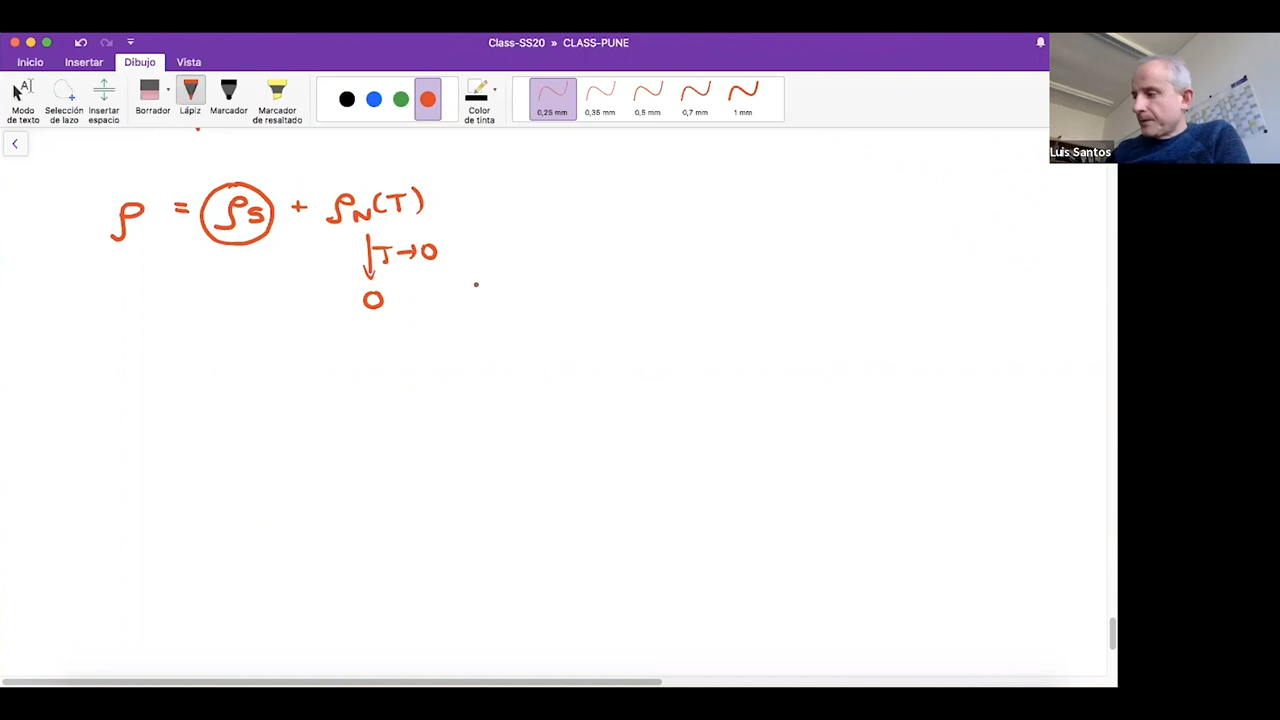 Class-SS20 » CLASS-PUNE
Inicio Insertar Dibujo Vista
Modo de texto Selección de lazo Insertar espacio Borrador Lápiz Marcador Marcador de resaltado Color de tinta 0,25 mm 0,35 mm 0,5 mm 0,7 mm 1 mm
Luis Santos
ρ = ρs + ρN(T)
↓ T → 0
0